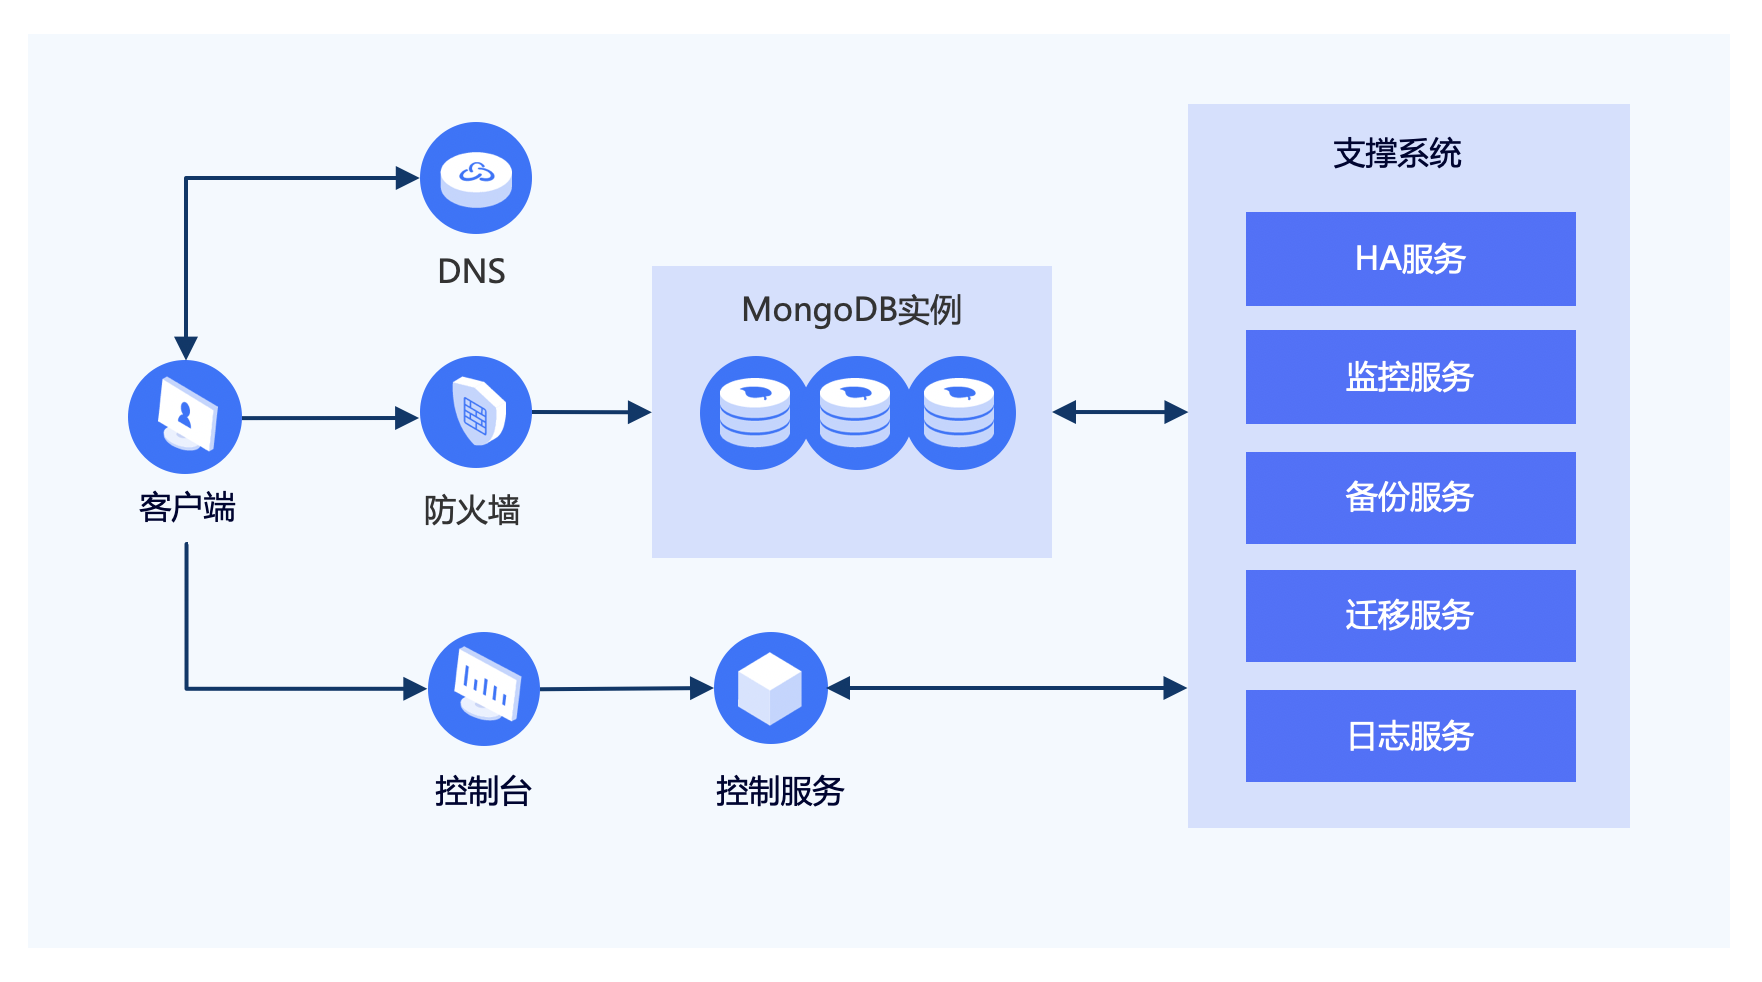 DNS
客户端
防火墙
MongoDB实例
控制台
控制服务
支撑系统
HA服务
监控服务
备份服务
迁移服务
日志服务